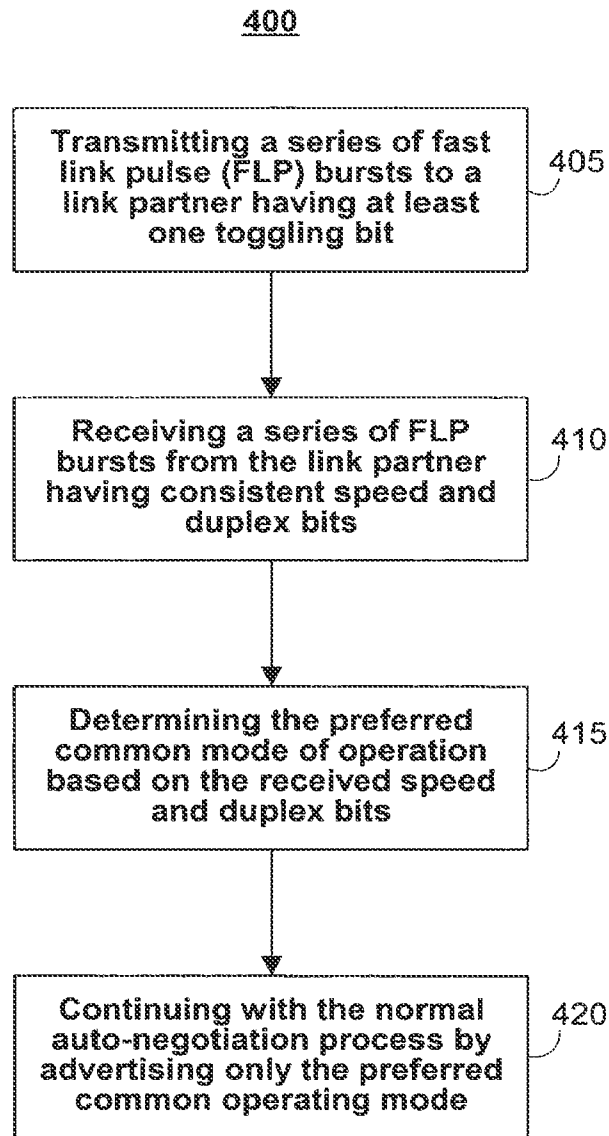 400
Transmitting a series of fast
link pulse (FLP) bursts to a
link partner having at least
one toggling bit
405
Receiving a series of FLP
bursts from the link partner
having consistent speed and
duplex bits
410
Determining the preferred
common mode of operation
based on the received speed
and duplex bits
415
Continuing with the normal
auto-negotiation process by
advertising only the preferred
common operating mode
420